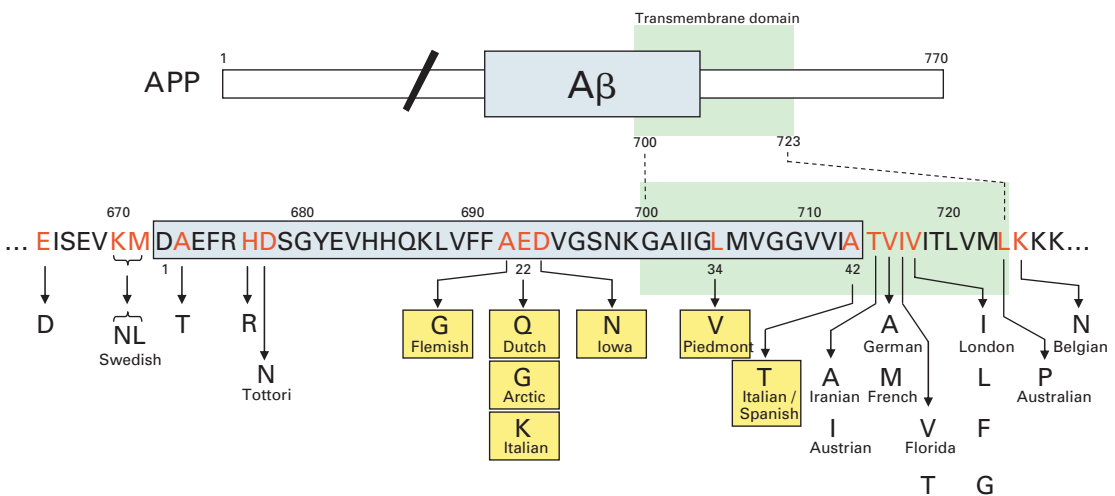 Transmembrane domain
1
770
APP
Aβ
700
723
670
680
690
700
710
720
... EISEVKMDAEFRHDSGYEVHHQKLVFFAEDVGSNKGAIIGLMVGGVVIATVIVITLVMLKKK...
1
22
34
42
D
NL
Swedish
T
R
N
Tottori
G
Flemish
Q
Dutch
G
Arctic
K
Italian
N
Iowa
V
Piedmont
T
Italian /
Spanish
A
Iranian
I
Austrian
A
German
M
French
V
Florida
T
I
London
L
F
G
P
Australian
N
Belgian